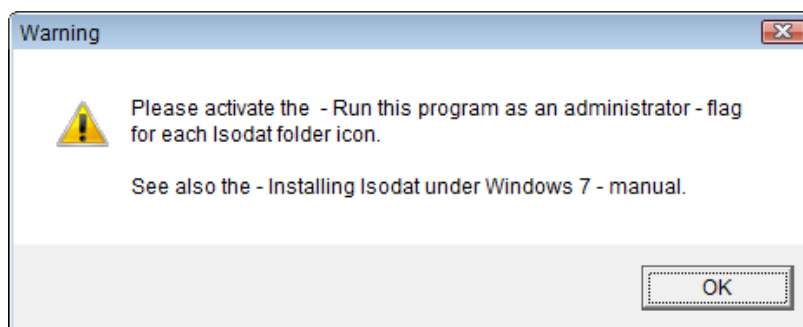 Warning
Please activate the  - Run this program as an administrator - flag
for each Isodat folder icon.
See also the - Installing Isodat under Windows 7 - manual.
OK